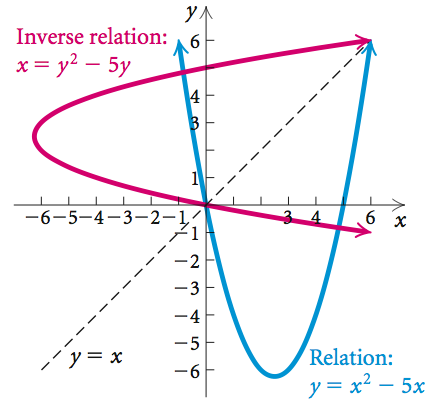 y
Inverse relation:
x = y² − 5y
6
4
3
1
−6 −5 −4 −3 −2 −1
3 4 6 x
−1
−2
−3
−4
−5
−6
y = x
Relation:
y = x² − 5x